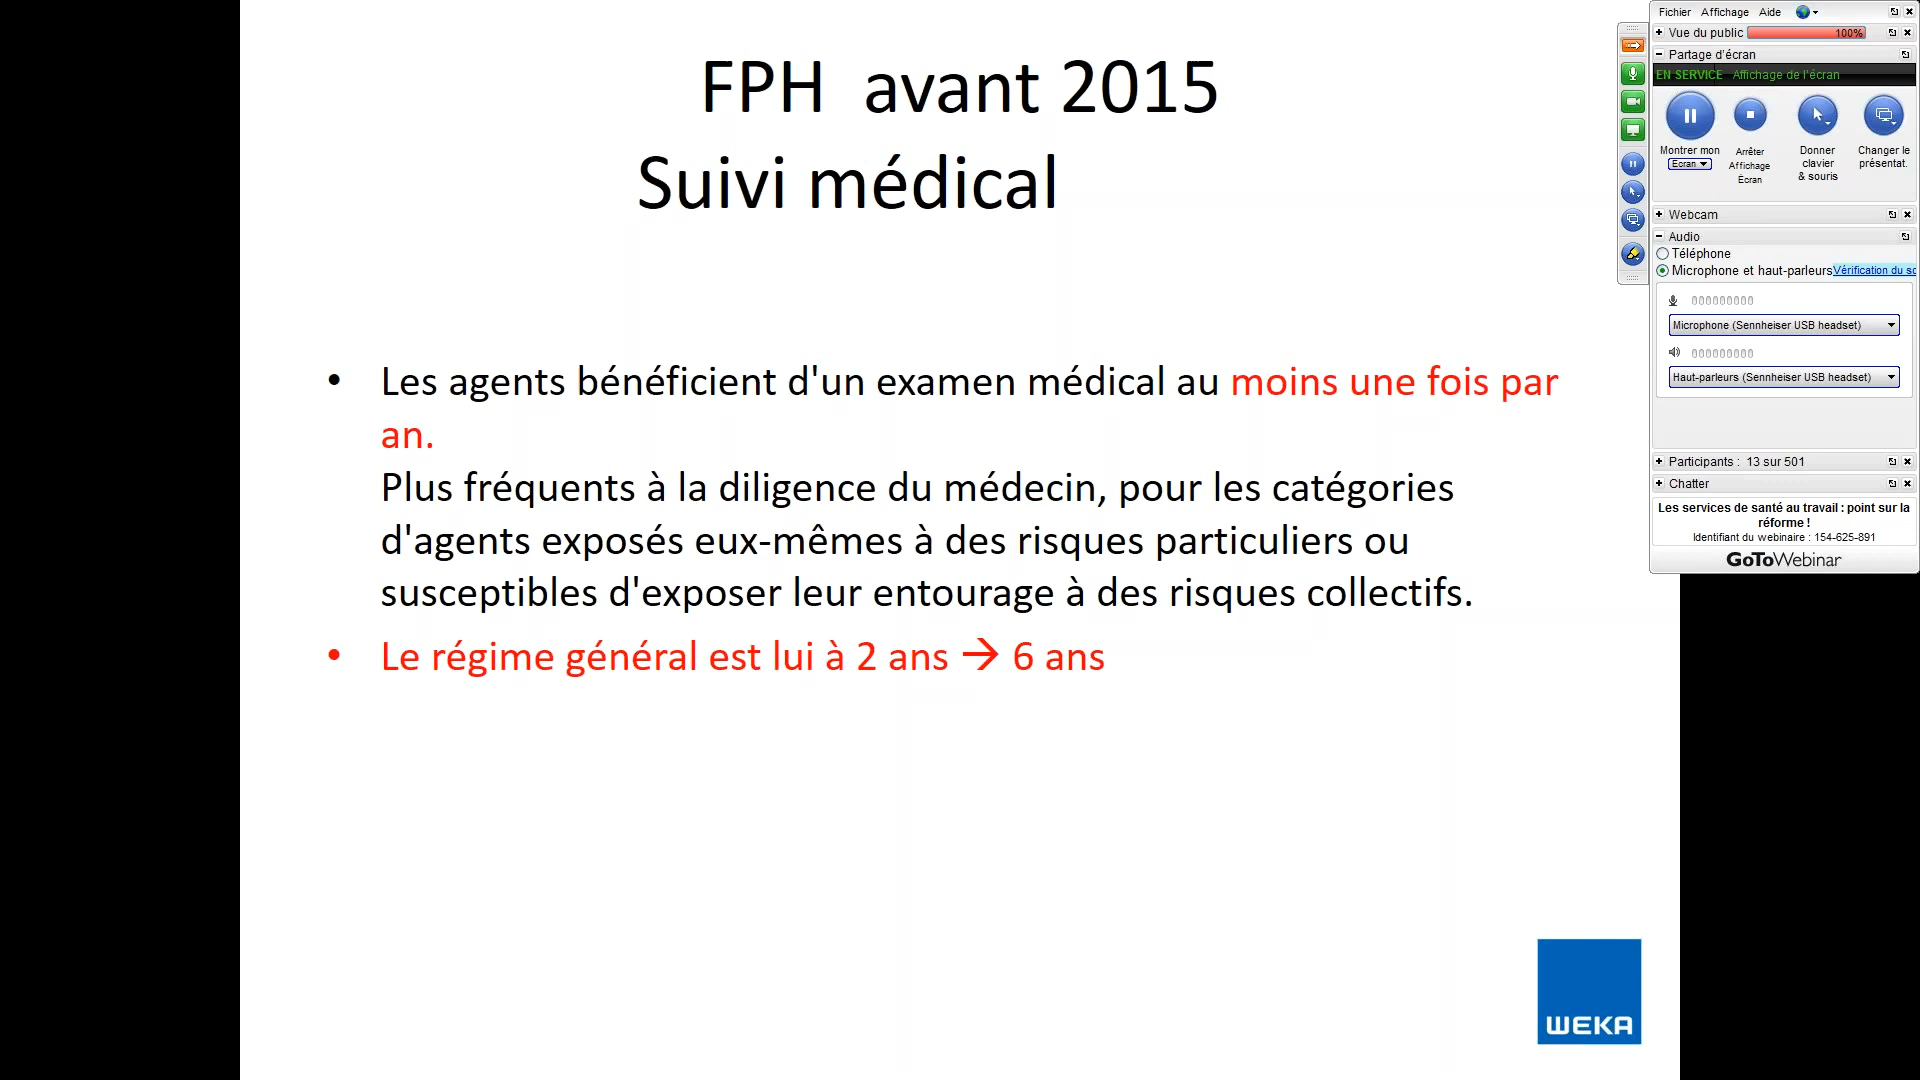 FPH  avant 2015
Suivi médical
• Les agents bénéficient d'un examen médical au moins une fois par
an.
Plus fréquents à la diligence du médecin, pour les catégories
d'agents exposés eux-mêmes à des risques particuliers ou
susceptibles d'exposer leur entourage à des risques collectifs.
• Le régime général est lui à 2 ans → 6 ans
WEKA
Fichier Affichage Aide
Vue du public 100%
Partage d'écran
EN SERVICE Affichage de l'écran
Montrer mon
Ecran
Arrêter
Affichage
Écran
Donner
clavier
& souris
Changer le
présentat.
Webcam
Audio
Téléphone
Microphone et haut-parleurs Vérification du so
000000000
Microphone (Sennheiser USB headset)
000000000
Haut-parleurs (Sennheiser USB headset)
Participants : 13 sur 501
Chatter
Les services de santé au travail : point sur la
réforme !
Identifiant du webinaire : 154-625-891
GoToWebinar